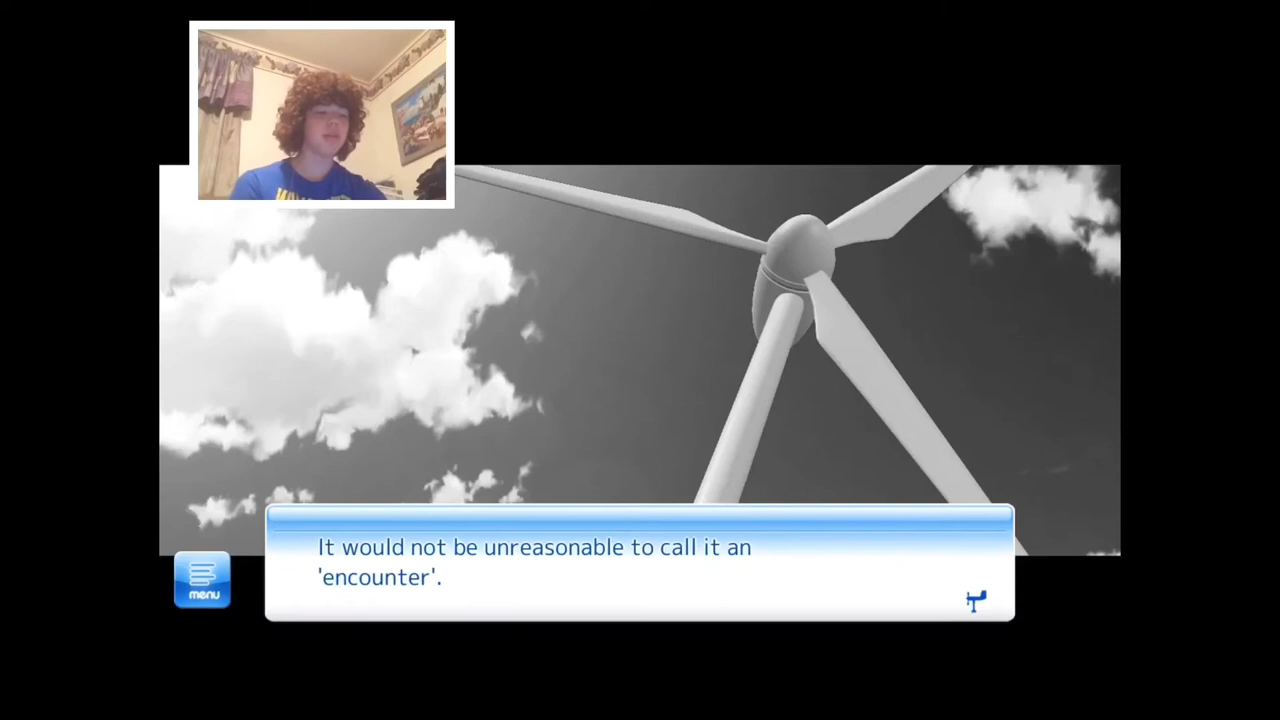 It would not be unreasonable to call it an
'encounter'.
menu